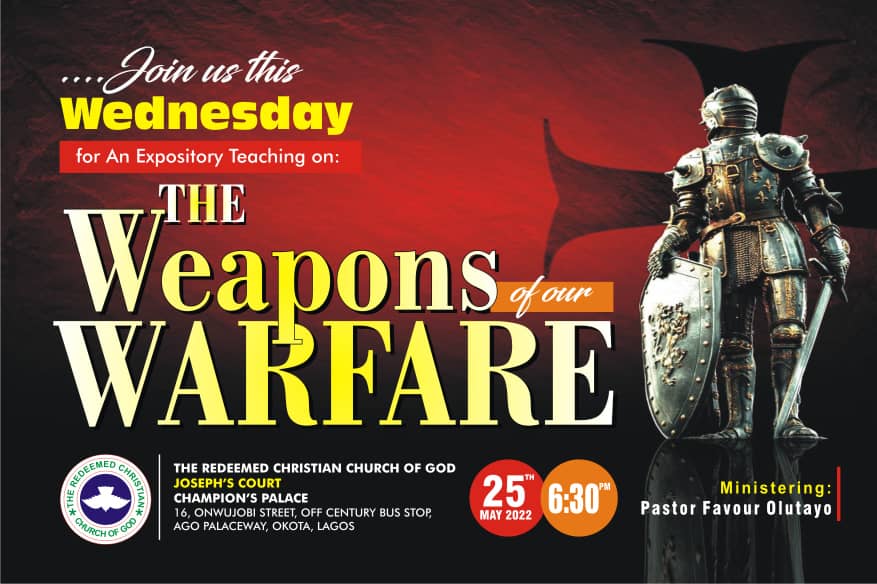 ....Join us this
Wednesday
for An Expository Teaching on:
THE
Weapons
of our
WARFARE
THE REDEEMED CHRISTIAN
CHURCH OF GOD
THE REDEEMED CHRISTIAN CHURCH OF GOD
JOSEPH'S COURT
CHAMPION'S PALACE
16, ONWUJOBI STREET, OFF CENTURY BUS STOP,
AGO PALACEWAY, OKOTA, LAGOS
25TH
MAY 2022
6:30PM
Ministering:
Pastor Favour Olutayo